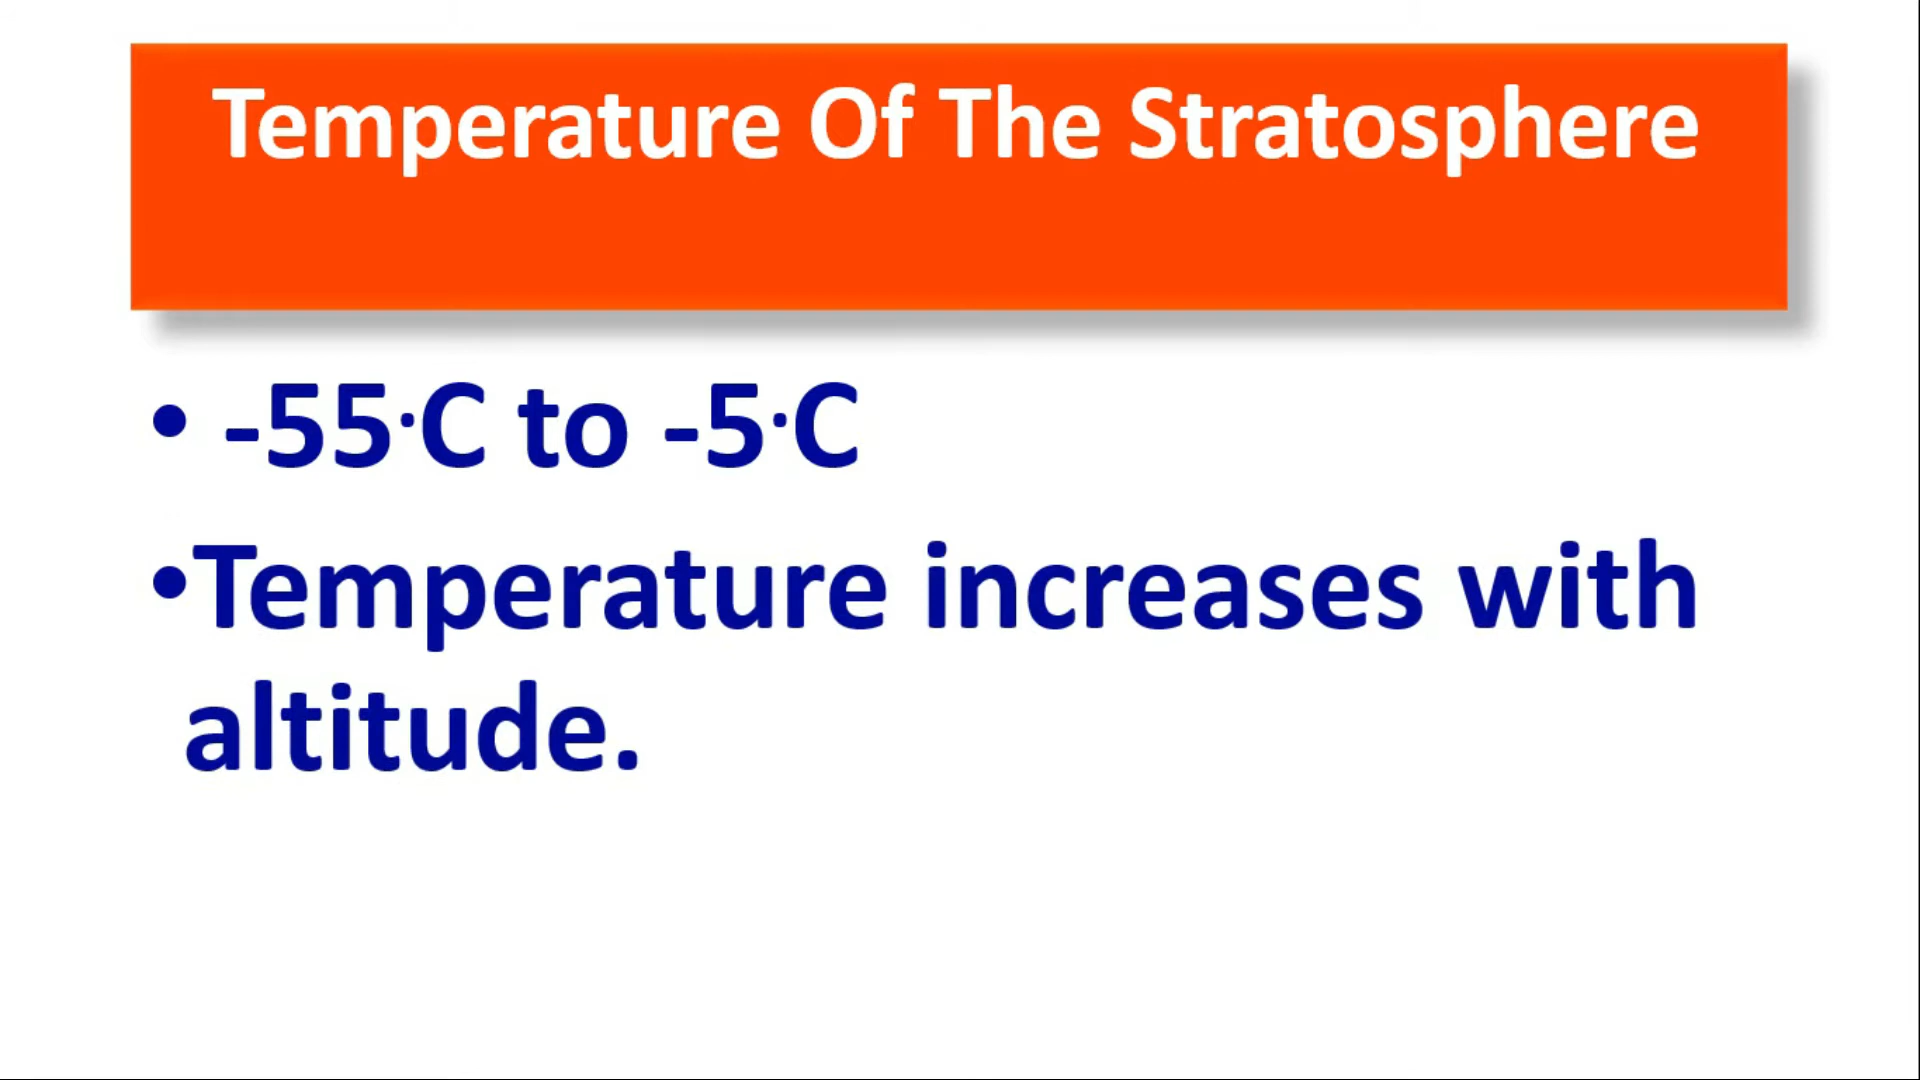 Temperature Of The Stratosphere
• -55·C to -5·C
•Temperature increases with
altitude.